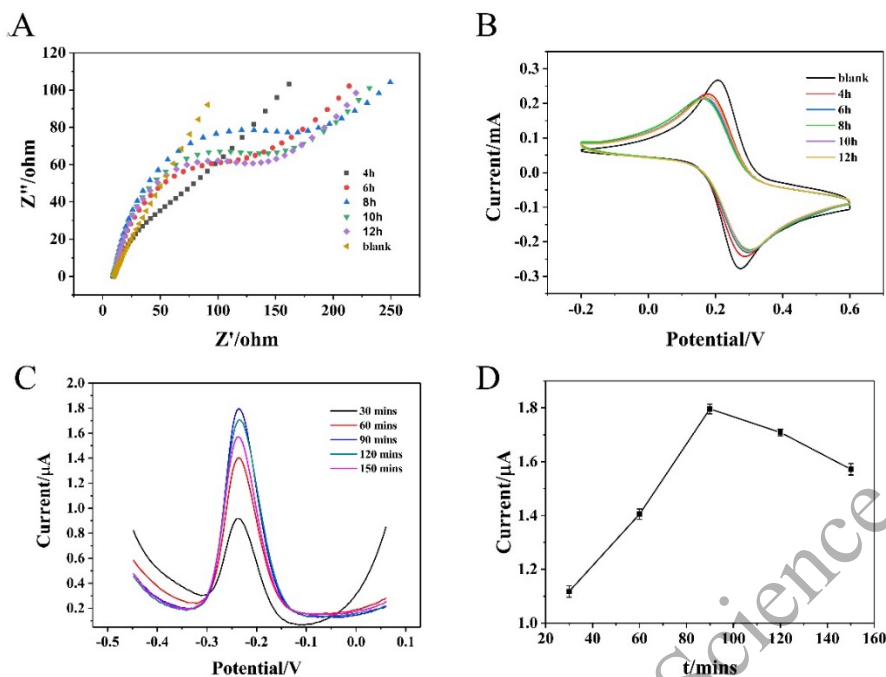 A
120
100
80
60
40
20
0
Z''/ohm
4h
6h
8h
10h
12h
blank
0 50 100 150 200 250
Z'/ohm
B
0.3
0.2
0.1
0.0
-0.1
-0.2
-0.3
Current/mA
blank
4h
6h
8h
10h
12h
-0.2 0.0 0.2 0.4 0.6
Potential/V
C
2.0
1.8
1.6
1.4
1.2
1.0
0.8
0.6
0.4
0.2
Current/μA
30 mins
60 mins
90 mins
120 mins
150 mins
-0.5 -0.4 -0.3 -0.2 -0.1 0.0 0.1
Potential/V
D
2.0
1.8
1.6
1.4
1.2
1.0
Current/μA
20 40 60 80 100 120 140 160
t/mins
Science